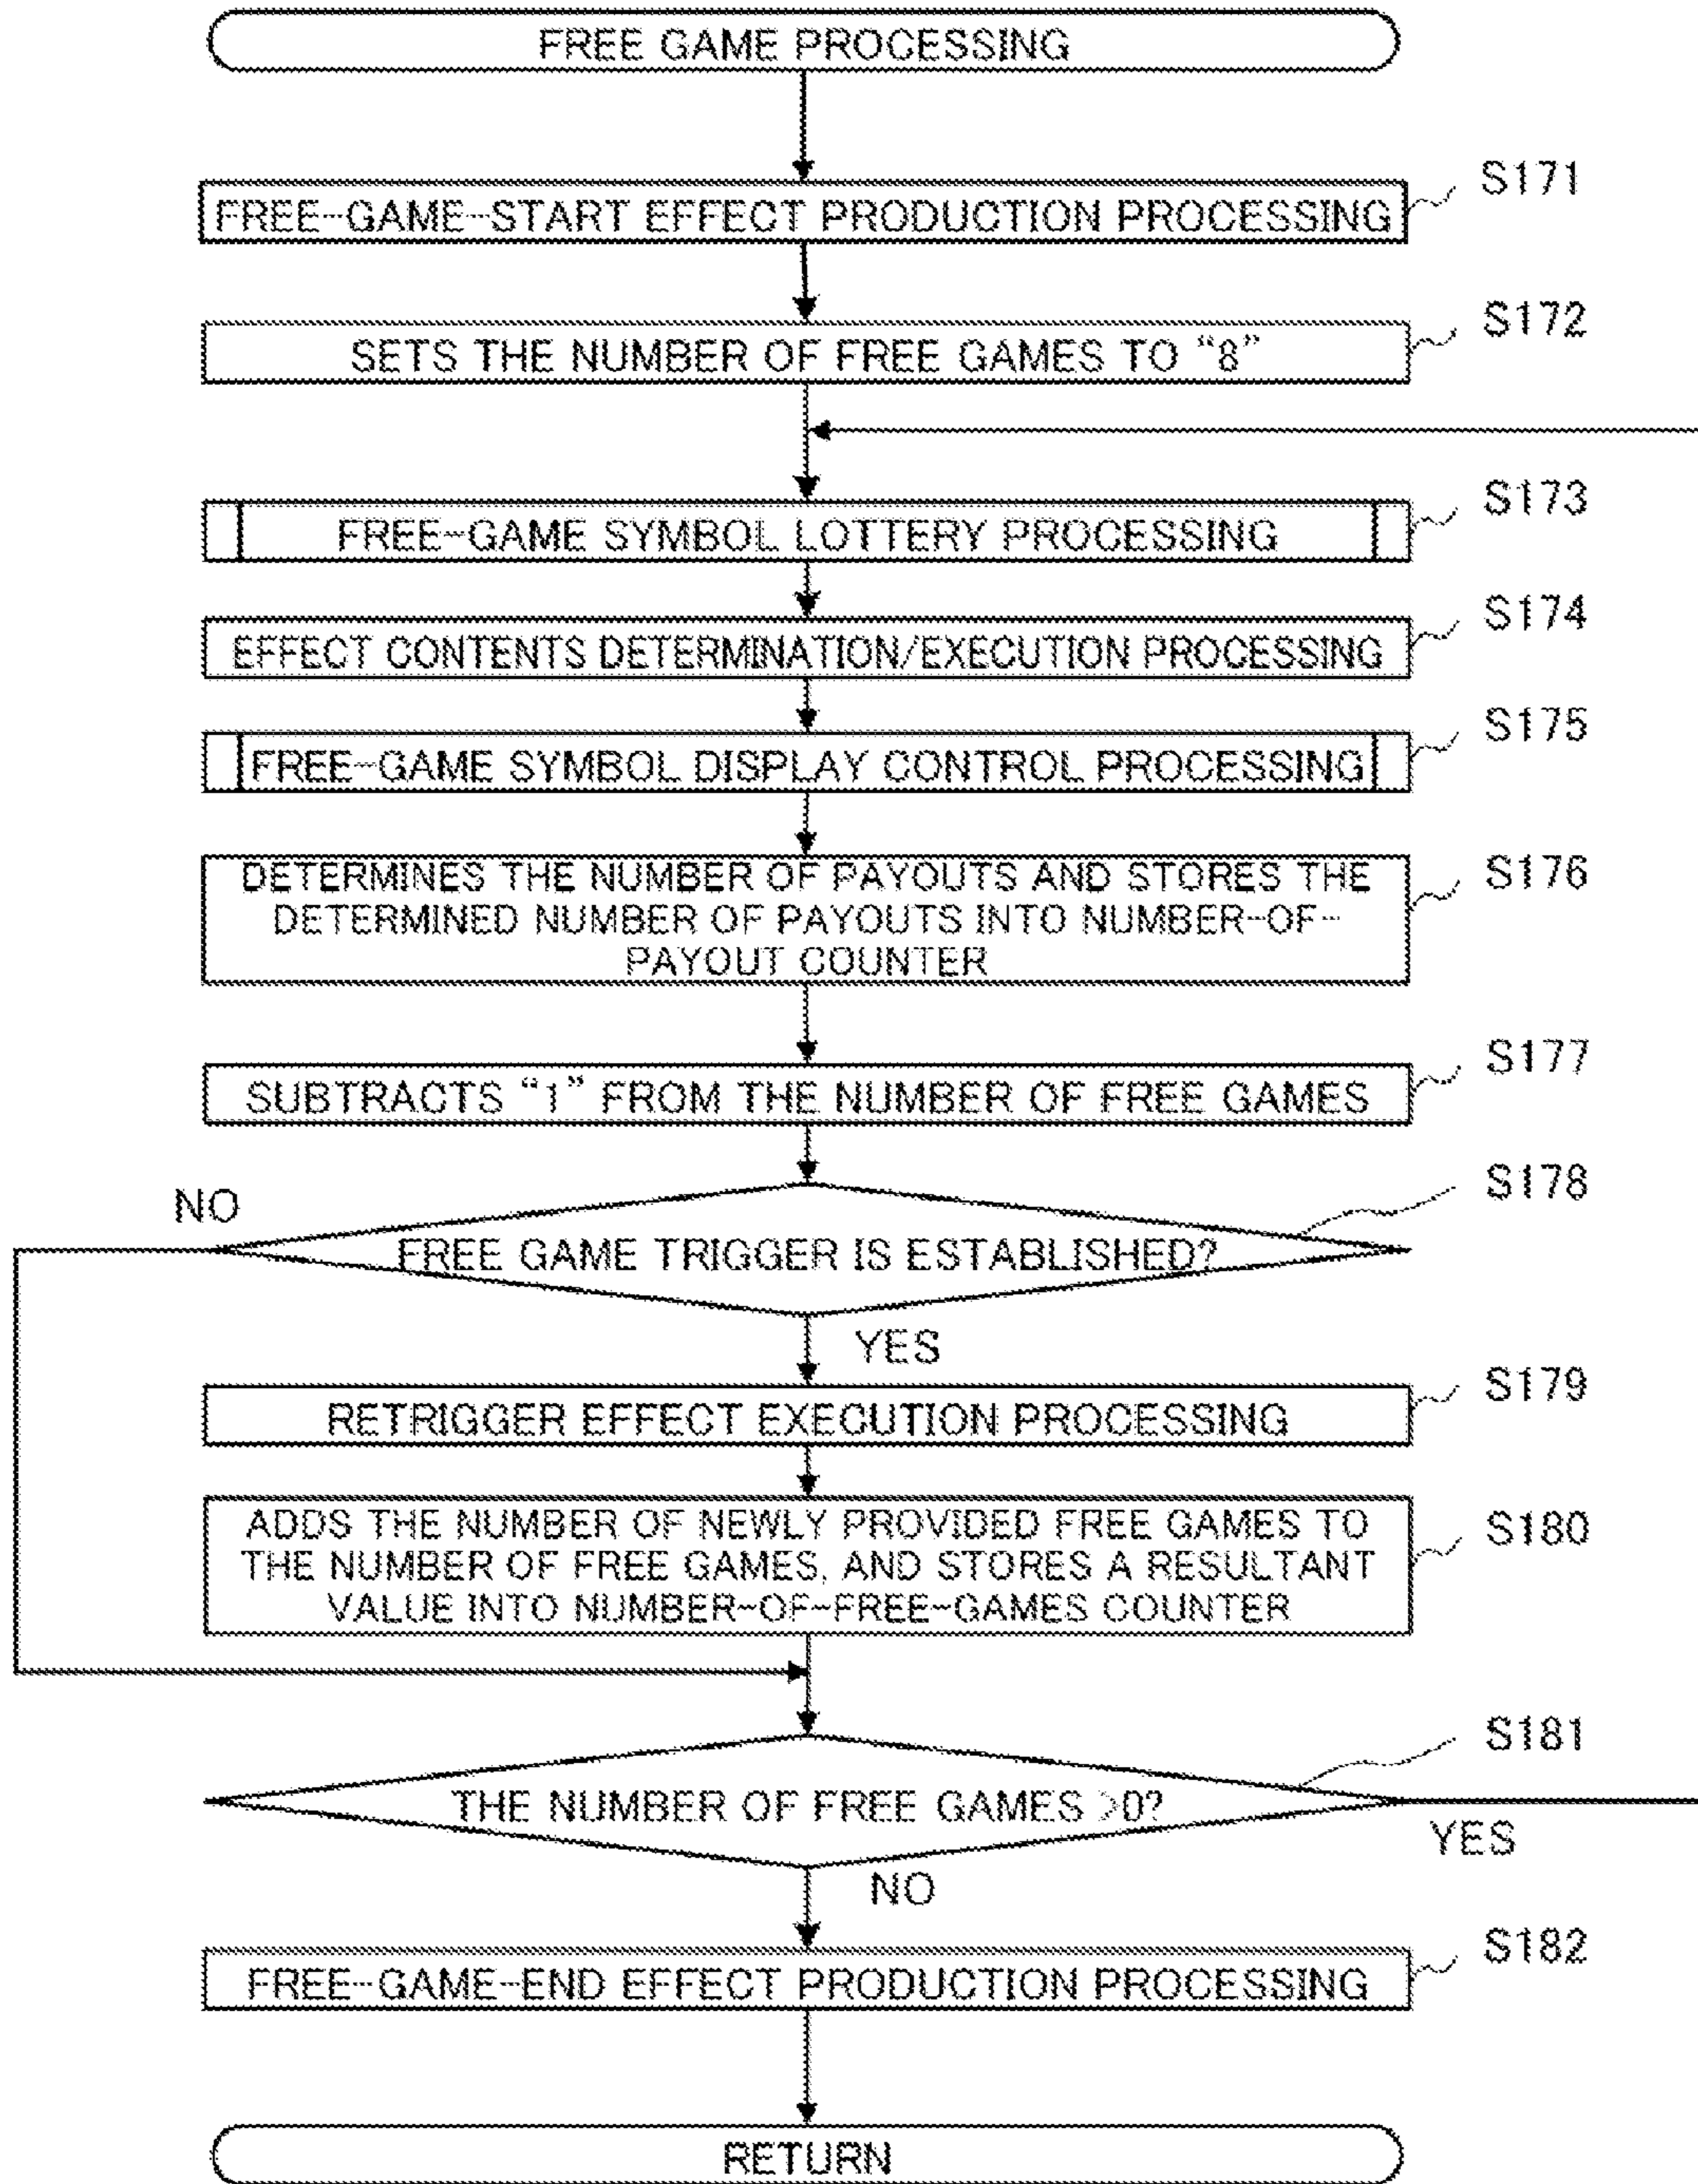 FREE GAME PROCESSING
S171
FREE-GAME-START EFFECT PRODUCTION PROCESSING
S172
SETS THE NUMBER OF FREE GAMES TO “8”
S173
FREE-GAME SYMBOL LOTTERY PROCESSING
S174
EFFECT CONTENTS DETERMINATION/EXECUTION PROCESSING
S175
FREE-GAME SYMBOL DISPLAY CONTROL PROCESSING
S176
DETERMINES THE NUMBER OF PAYOUTS AND STORES THE
DETERMINED NUMBER OF PAYOUTS INTO NUMBER-OF-
PAYOUT COUNTER
S177
SUBTRACTS “1” FROM THE NUMBER OF FREE GAMES
S178
NO
FREE GAME TRIGGER IS ESTABLISHED?
YES
S179
RETRIGGER EFFECT EXECUTION PROCESSING
S180
ADDS THE NUMBER OF NEWLY PROVIDED FREE GAMES TO
THE NUMBER OF FREE GAMES, AND STORES A RESULTANT
VALUE INTO NUMBER-OF-FREE-GAMES COUNTER
S181
THE NUMBER OF FREE GAMES >0?
YES
NO
S182
FREE-GAME-END EFFECT PRODUCTION PROCESSING
RETURN